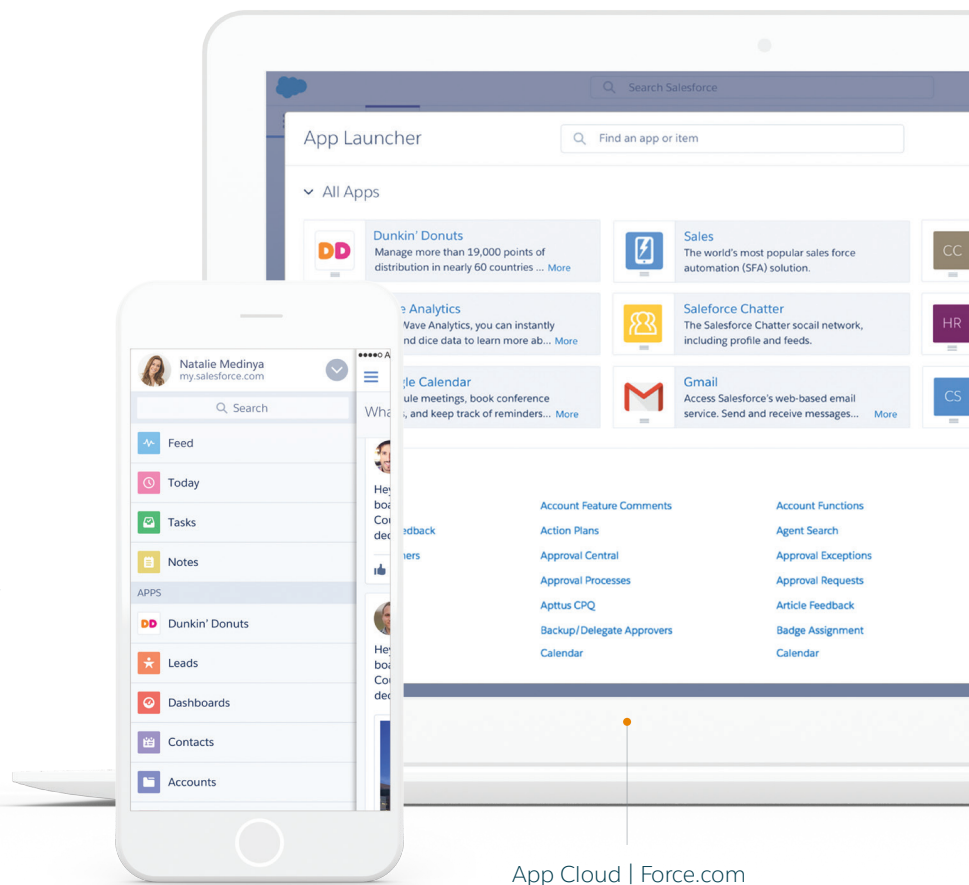 Search Salesforce
App Launcher
Find an app or item
All Apps
DD
Dunkin' Donuts
Manage more than 19,000 points of
distribution in nearly 60 countries ... More
Sales
The world's most popular sales force
automation (SFA) solution.
CC
Analytics
Wave Analytics, you can instantly
dice data to learn more ab... More
Saleforce Chatter
The Salesforce Chatter socail network,
including profile and feeds.
HR
Calendar
meetings, book conference
and keep track of reminders... More
Gmail
Access Salesforce's web-based email
service. Send and receive messages... More
CS
Account Feature Comments
Account Functions
Action Plans
Agent Search
Approval Central
Approval Exceptions
Approval Processes
Approval Requests
Apttus CPQ
Article Feedback
Backup/Delegate Approvers
Badge Assignment
Calendar
Calendar
Natalie Medinya
my.salesforce.com
Search
Feed
Today
Tasks
Notes
APPS
DD Dunkin' Donuts
Leads
Dashboards
Contacts
Accounts
App Cloud | Force.com